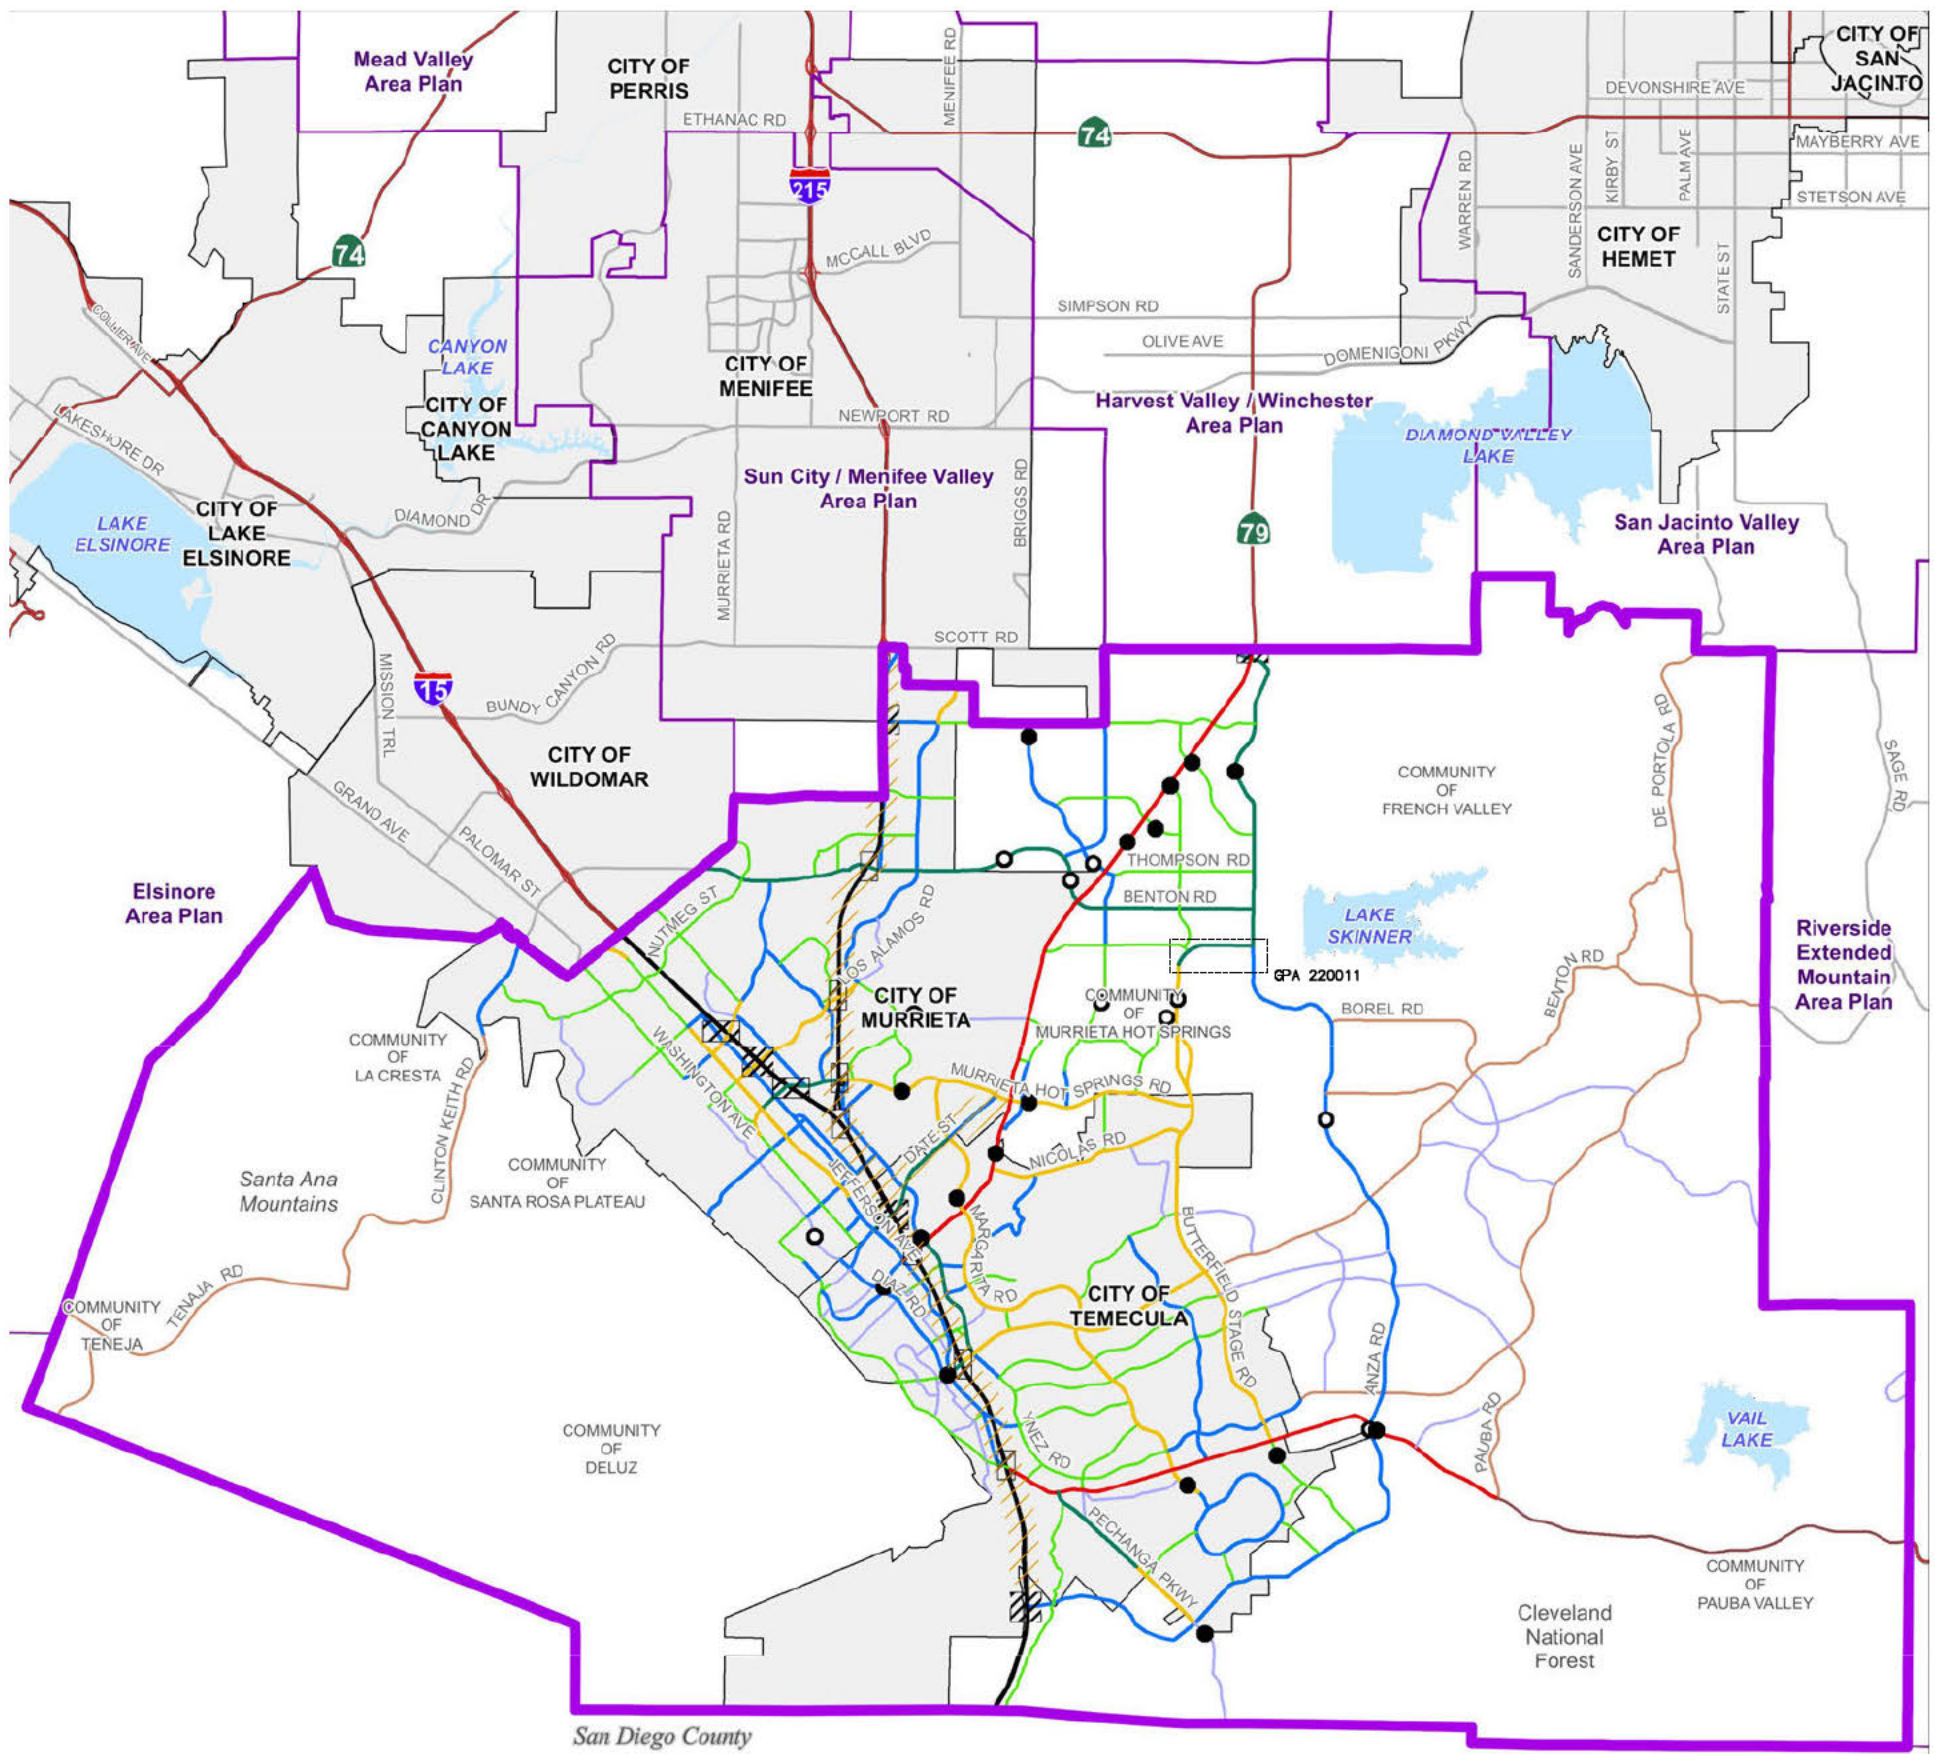 Mead Valley
Area Plan
CITY OF
PERRIS
MENIFEE RD
CITY OF
SAN
JACINTO
DEVONSHIRE AVE
ETHANAC RD
74
MAYBERRY AVE
215
WARREN RD
SANDERSON AVE
KIRBY ST
PALM AVE
STETSON AVE
74
MCCALL BLVD
CITY OF
HEMET
STATE ST
COLLIER AVE
SIMPSON RD
CANYON
LAKE
OLIVE AVE
DOMENIGONI PKWY
CITY OF
MENIFEE
LAKESHORE DR
CITY OF
CANYON
LAKE
NEWPORT RD
Harvest Valley / Winchester
Area Plan
DIAMOND VALLEY
LAKE
Sun City / Menifee Valley
Area Plan
BRIGGS RD
LAKE
ELSINORE
CITY OF
LAKE
ELSINORE
DIAMOND DR
MURRIETA RD
79
San Jacinto Valley
Area Plan
SCOTT RD
MISSION TRL
15
BUNDY CANYON RD
DE PORTOLA RD
SAGE RD
CITY OF
WILDOMAR
COMMUNITY
OF
FRENCH VALLEY
GRAND AVE
PALOMAR ST
THOMPSON RD
Elsinore
Area Plan
NUTMEG ST
LOS ALAMOS RD
BENTON RD
LAKE
SKINNER
Riverside
Extended
Mountain
Area Plan
BENTON RD
GPA 220011
CITY OF
MURRIETA
COMMUNITY
OF
MURRIETA HOT SPRINGS
BOREL RD
COMMUNITY
OF
LA CRESTA
WASHINGTON AVE
CLINTON KEITH RD
MURRIETA HOT SPRINGS RD
DATE ST
NICOLAS RD
Santa Ana
Mountains
COMMUNITY
OF
SANTA ROSA PLATEAU
JEFFERSON AVE
MARGARITA RD
BUTTERFIELD STAGE RD
TENAJA RD
DIAZ RD
COMMUNITY
OF
TENEJA
CITY OF
TEMECULA
ANZA RD
COMMUNITY
OF
DELUZ
YNEZ RD
PAUBA RD
VAIL
LAKE
PECHANGA PKWY
COMMUNITY
OF
PAUBA VALLEY
Cleveland
National
Forest
San Diego County